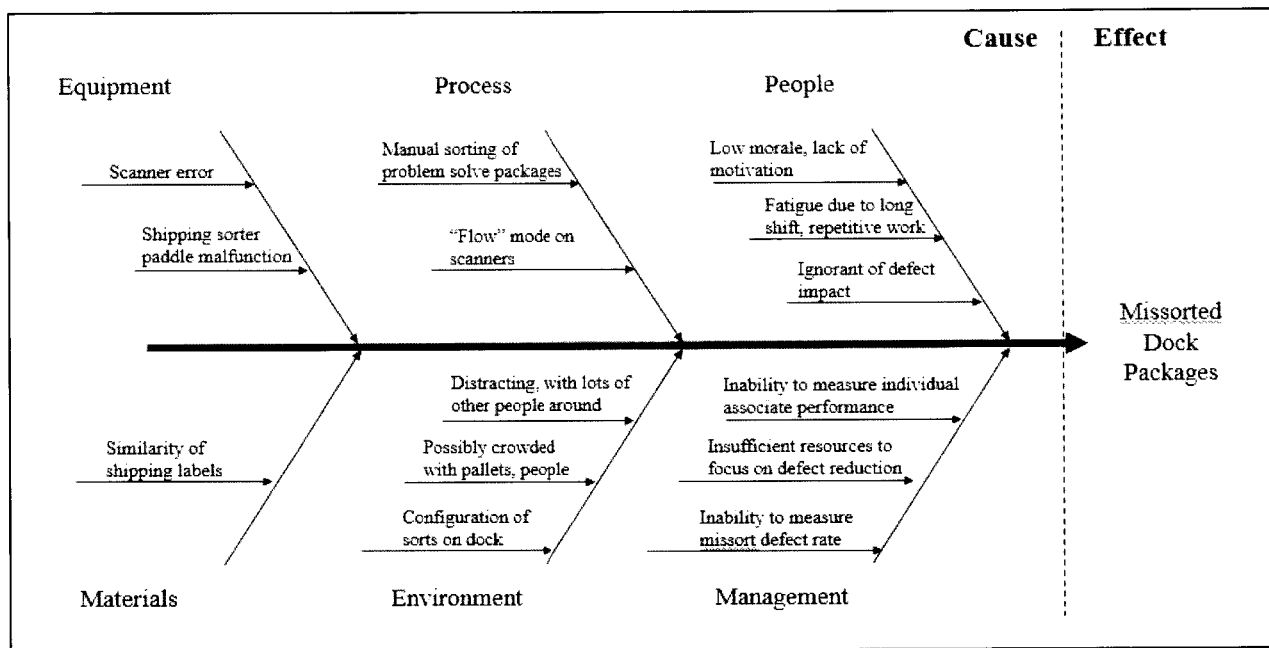 Cause
Effect
Equipment
Process
People
Scanner error
Shipping sorter
paddle malfunction
Manual sorting of
problem solve packages
“Flow” mode on
scanners
Low morale, lack of
motivation
Fatigue due to long
shift, repetitive work
Ignorant of defect
impact
Missorted
Dock
Packages
Similarity of
shipping labels
Distracting, with lots of
other people around
Possibly crowded
with pallets, people
Configuration of
sorts on dock
Inability to measure individual
associate performance
Insufficient resources to
focus on defect reduction
Inability to measure
missort defect rate
Materials
Environment
Management